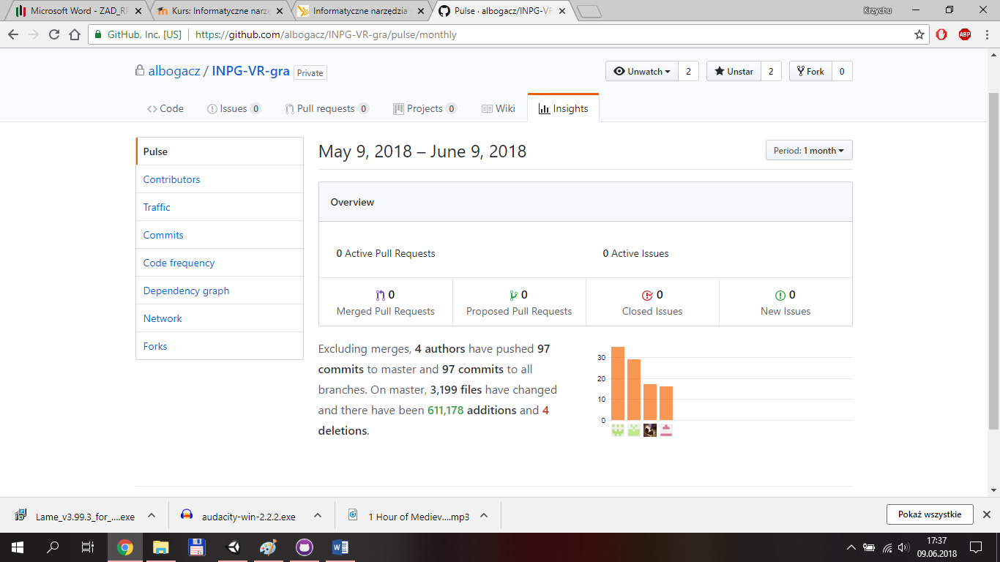 Microsoft Word - ZAD_RF
Kurs: Informatyczne narzę
Informatyczne narzędzia
Pulse · albogacz/INPG-VR
Krzychu
GitHub, Inc. [US] https://github.com/albogacz/INPG-VR-gra/pulse/monthly
ABP
albogacz / INPG-VR-gra Private
Unwatch 2 Unstar 2 Fork 0
Code Issues 0 Pull requests 0 Projects 0 Wiki Insights
Pulse
Contributors
Traffic
Commits
Code frequency
Dependency graph
Network
Forks
May 9, 2018 – June 9, 2018
Period: 1 month
Overview
0 Active Pull Requests 0 Active Issues
0 0 0 0
Merged Pull Requests Proposed Pull Requests Closed Issues New Issues
Excluding merges, 4 authors have pushed 97
commits to master and 97 commits to all
branches. On master, 3,199 files have changed
and there have been 611,178 additions and 4
deletions.
30
20
10
0
Lame_v3.99.3_for_....exe audacity-win-2.2.2.exe 1 Hour of Mediev....mp3 Pokaż wszystkie
17:37
09.06.2018